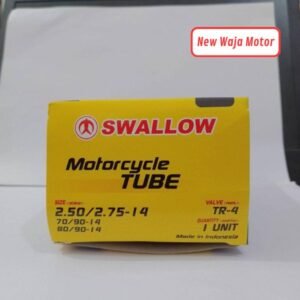 New Waja Motor
SWALLOW
Motorcycle
TUBE
SIZE
VALVE
2.50/2.75-14
TR-4
70/90-14
QUANTITY
80/90-14
1 UNIT
Made in Indonesia